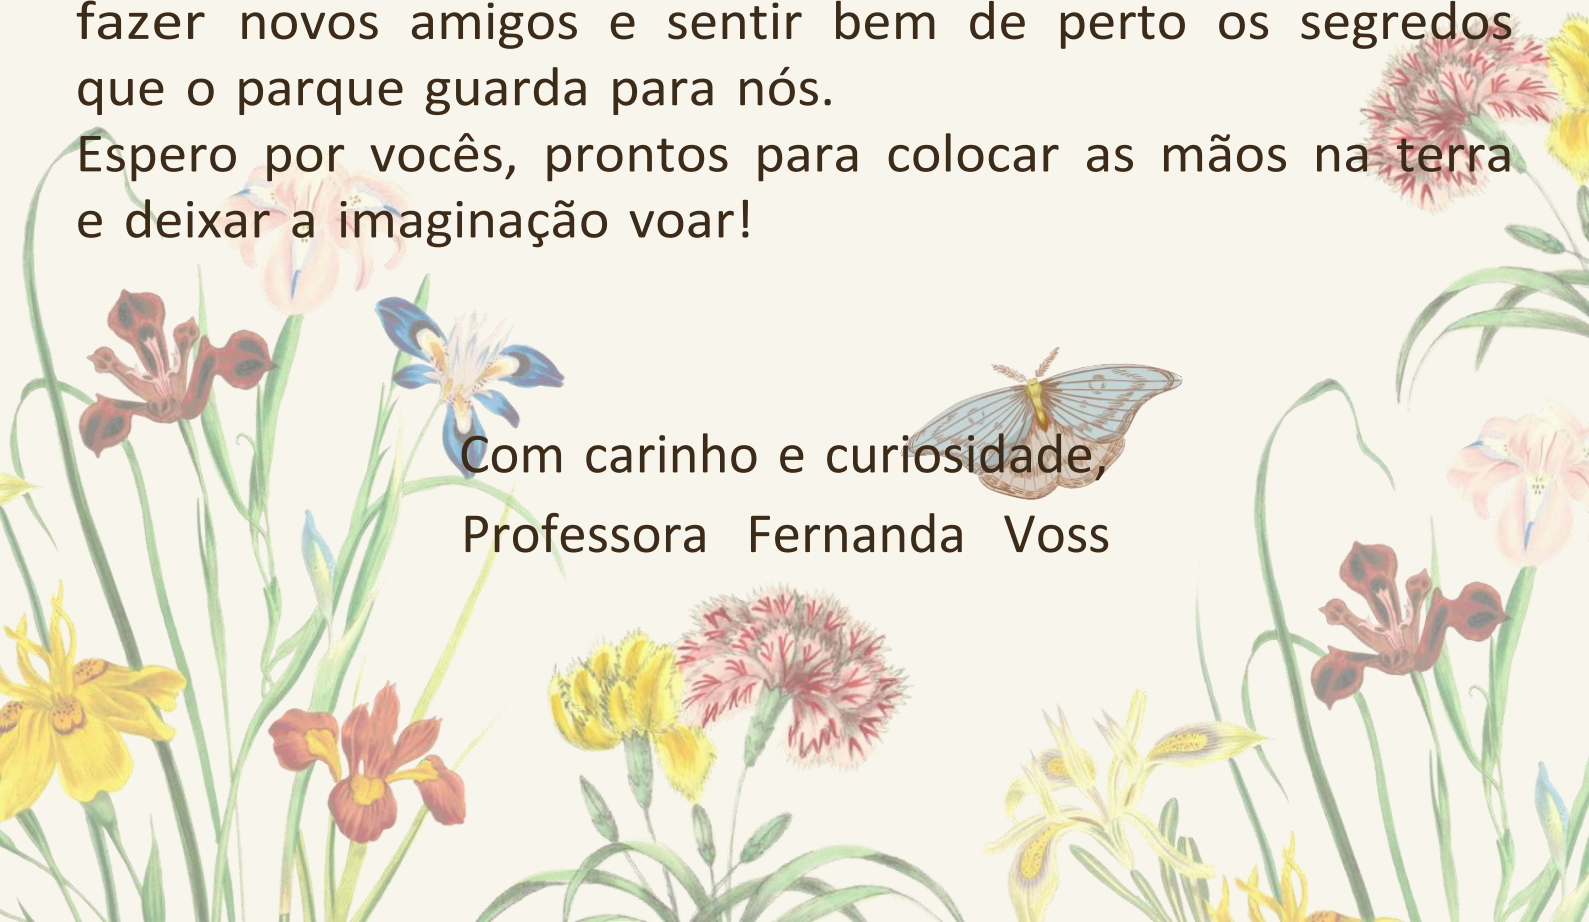 fazer novos amigos e sentir bem de perto os segredos
que o parque guarda para nós.
Espero por vocês, prontos para colocar as mãos na terra
e deixar a imaginação voar!
Com carinho e curiosidade,
Professora Fernanda Voss